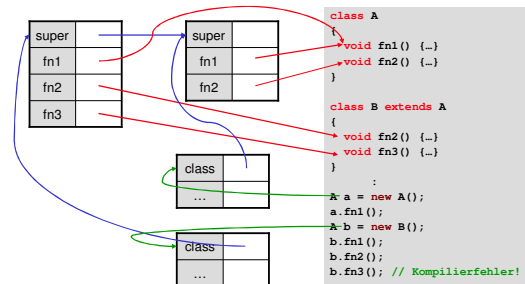 super
fn1
fn2
fn3
super
fn1
fn2
class
…
class
…
class A
{
void fn1() {…}
void fn2() {…}
}
class B extends A
{
void fn2() {…}
void fn3() {…}
}
:
A a = new A();
a.fn1();
A b = new B();
b.fn1();
b.fn2();
b.fn3(); // Kompilierfehler!